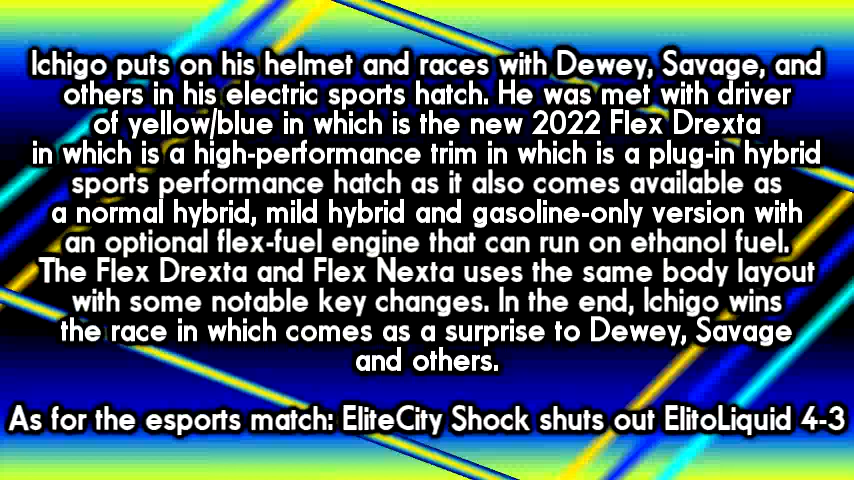 Ichigo puts on his helmet and races with Dewey, Savage, and
others in his electric sports hatch. He was met with driver
of yellow/blue in which is the new 2022 Flex Drexta
in which is a high-performance trim in which is a plug-in hybrid
sports performance hatch as it also comes available as
a normal hybrid, mild hybrid and gasoline-only version with
an optional flex-fuel engine that can run on ethanol fuel.
The Flex Drexta and Flex Nexta uses the same body layout
with some notable key changes. In the end, Ichigo wins
the race in which comes as a surprise to Dewey, Savage
and others.
As for the esports match: EliteCity Shock shuts out ElitoLiquid 4-3